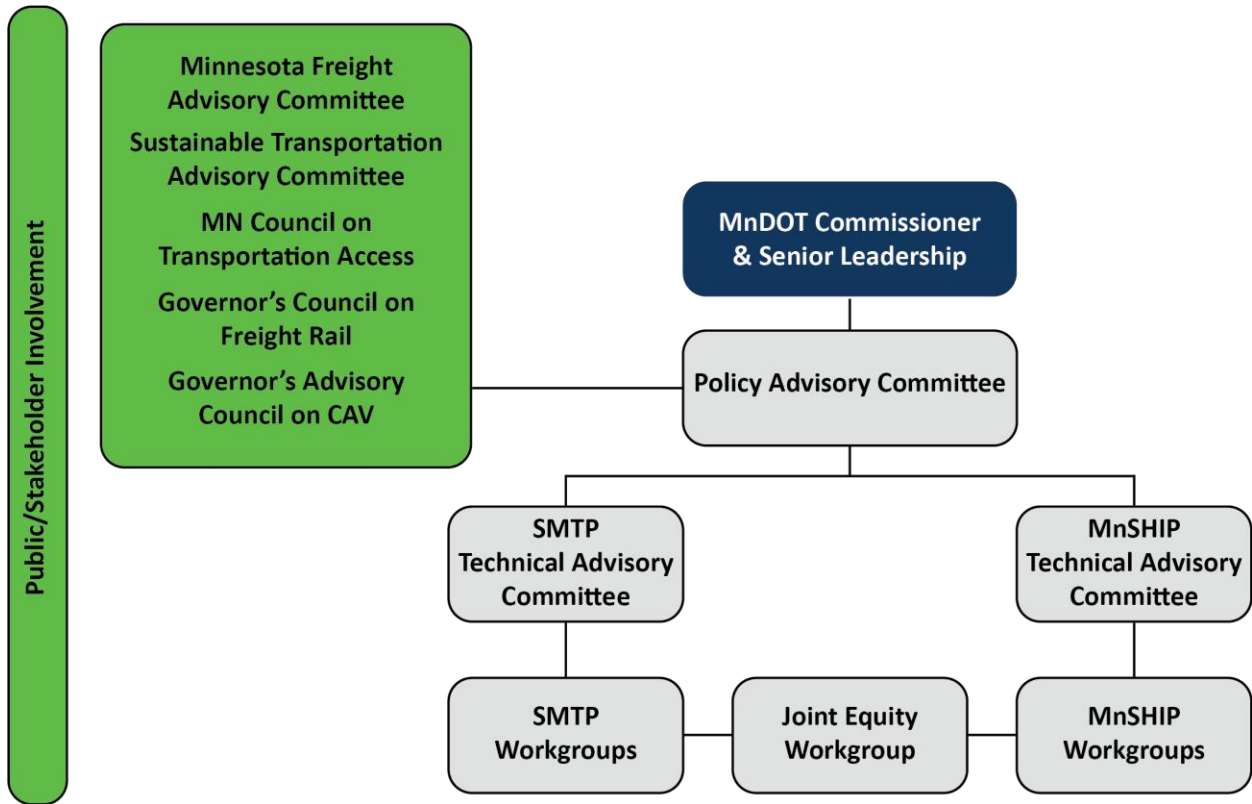 Public/Stakeholder Involvement
Minnesota Freight
Advisory Committee
Sustainable Transportation
Advisory Committee
MN Council on
Transportation Access
Governor’s Council on
Freight Rail
Governor’s Advisory
Council on CAV
MnDOT Commissioner
& Senior Leadership
Policy Advisory Committee
SMTP
Technical Advisory
Committee
MnSHIP
Technical Advisory
Committee
SMTP
Workgroups
Joint Equity
Workgroup
MnSHIP
Workgroups